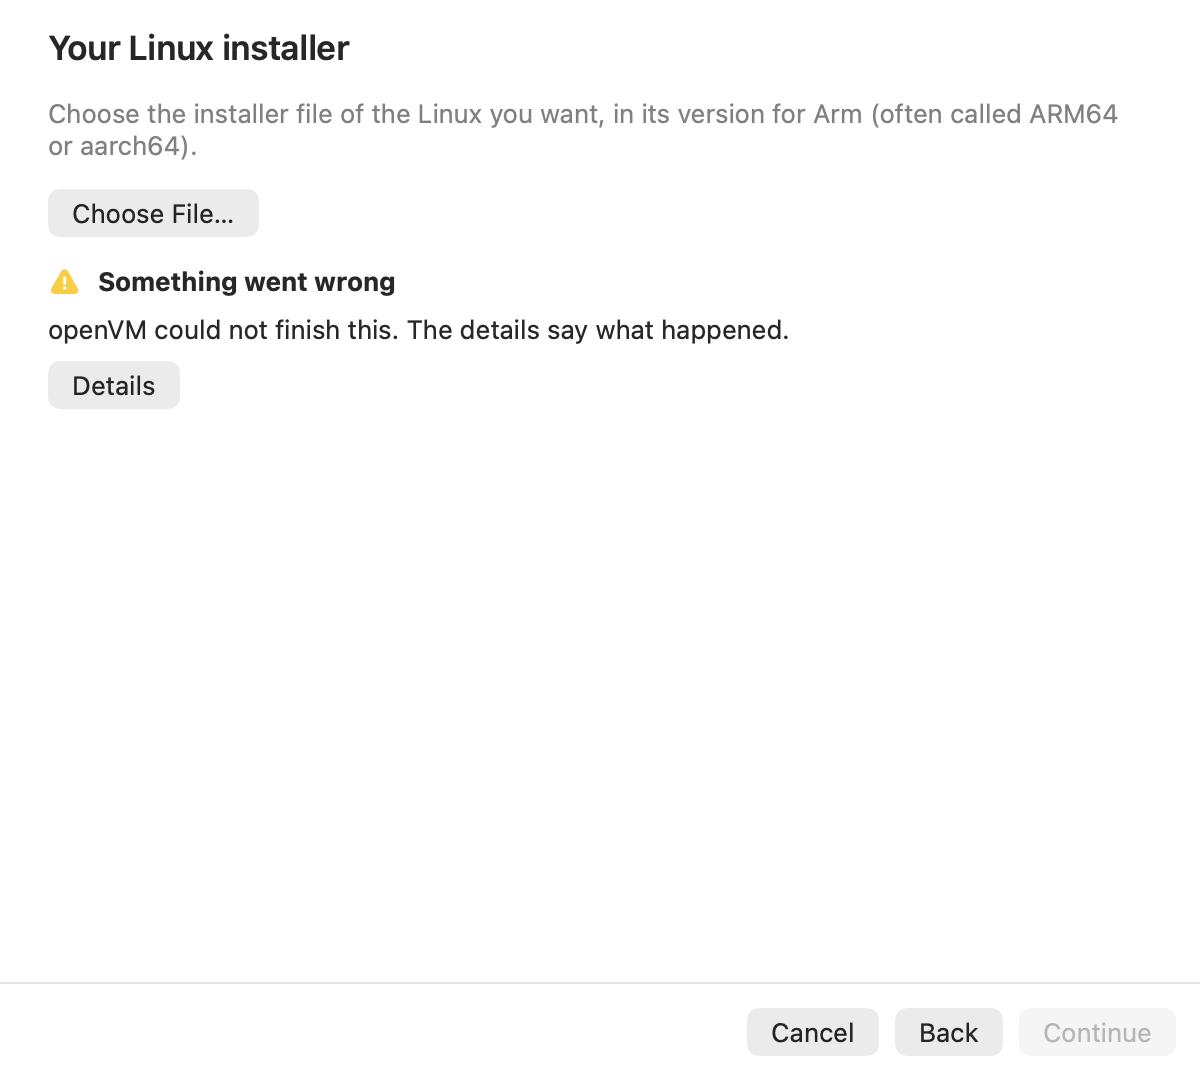 Your Linux installer
Choose the installer file of the Linux you want, in its version for Arm (often called ARM64
or aarch64).
Choose File...
Something went wrong
openVM could not finish this. The details say what happened.
Details
Cancel
Back
Continue